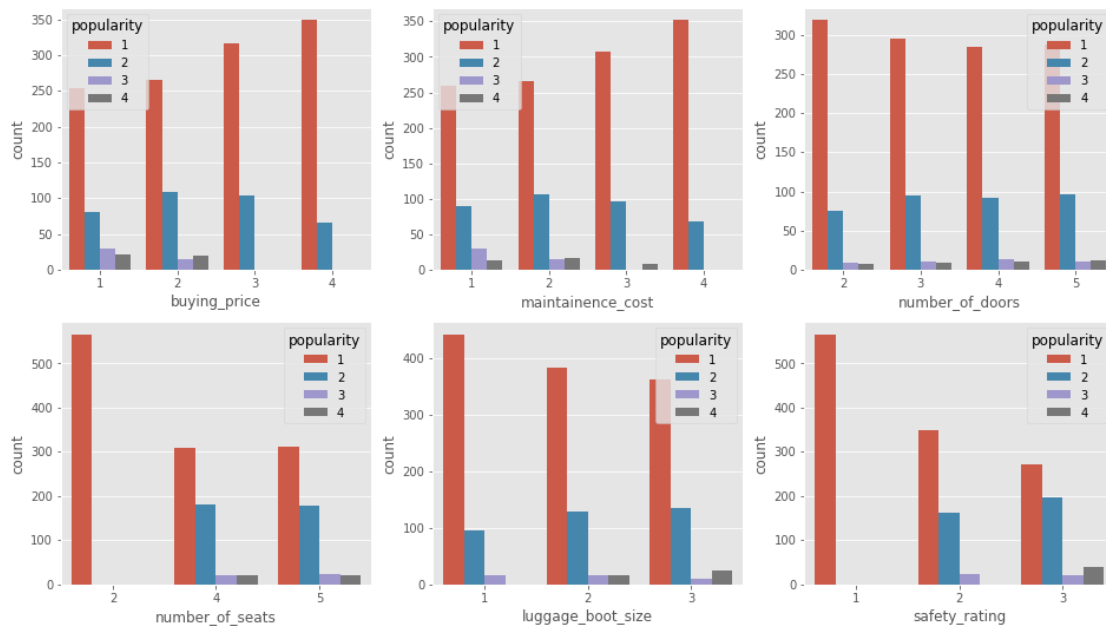 popularity
1
2
3
4
350
300
250
200
150
100
50
0
count
1 2 3 4
buying_price
popularity
1
2
3
4
350
300
250
200
150
100
50
0
count
1 2 3 4
maintainence_cost
popularity
1
2
3
4
300
250
200
150
100
50
0
count
2 3 4 5
number_of_doors
popularity
1
2
3
4
500
400
300
200
100
0
count
2 4 5
number_of_seats
popularity
1
2
3
4
400
300
200
100
0
count
1 2 3
luggage_boot_size
popularity
1
2
3
4
500
400
300
200
100
0
count
1 2 3
safety_rating